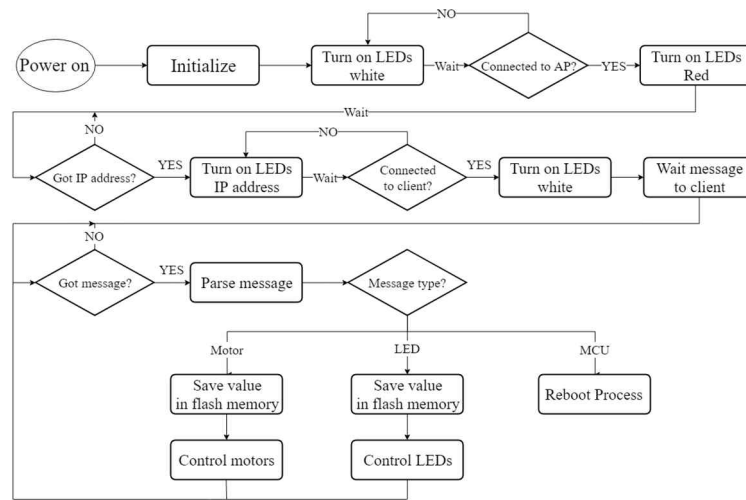 NO
Power on
Initialize
Turn on LEDs
white
Wait
Connected to AP?
YES
Turn on LEDs
Red
Wait
NO
NO
Got IP address?
YES
Turn on LEDs
IP address
Wait
Connected
to client?
YES
Turn on LEDs
white
Wait message
to client
NO
Got message?
YES
Parse message
Message type?
Motor
LED
MCU
Save value
in flash memory
Save value
in flash memory
Reboot Process
Control motors
Control LEDs